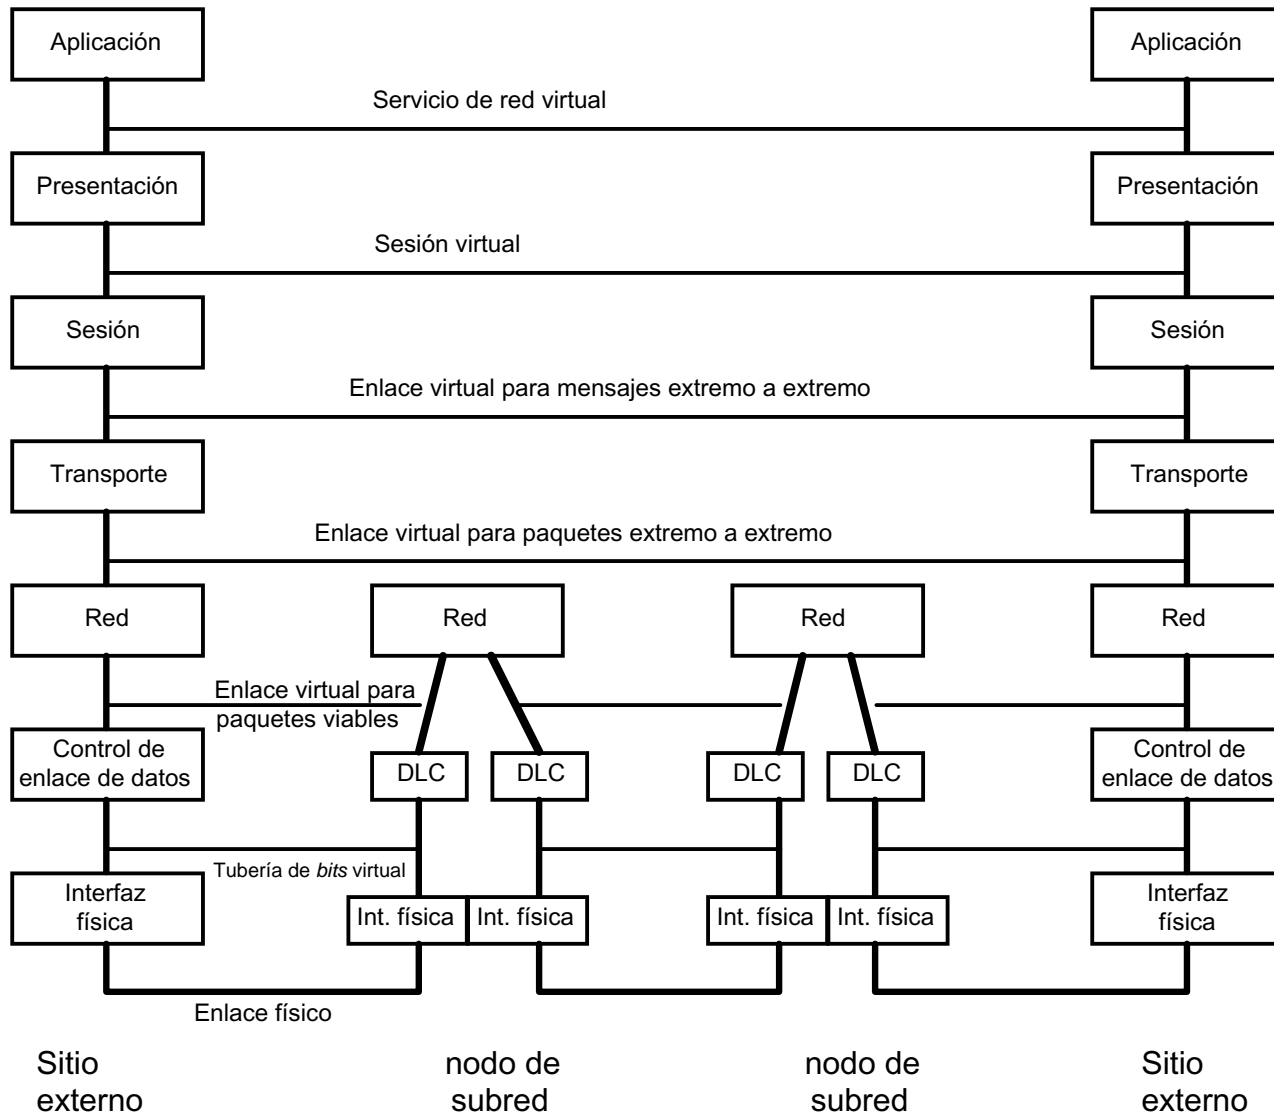 Aplicación
Aplicación
Servicio de red virtual
Presentación
Presentación
Sesión virtual
Sesión
Sesión
Enlace virtual para mensajes extremo a extremo
Transporte
Transporte
Enlace virtual para paquetes extremo a extremo
Red
Red
Red
Red
Enlace virtual para
paquetes viables
Control de
enlace de datos
DLC
DLC
DLC
DLC
Control de
enlace de datos
Tubería de bits virtual
Interfaz
física
Int. física
Int. física
Int. física
Int. física
Interfaz
física
Enlace físico
Sitio
externo
nodo de
subred
nodo de
subred
Sitio
externo